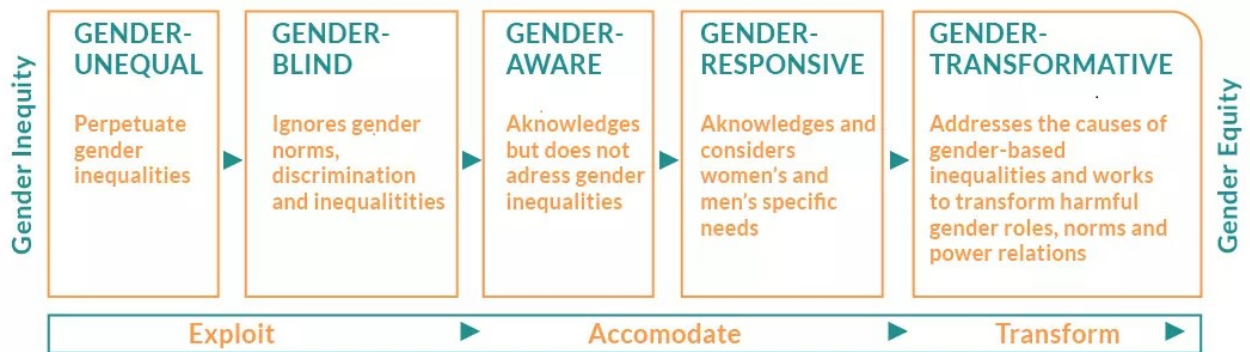 Gender Inequity
GENDER-
UNEQUAL
Perpetuate
gender
inequalities
GENDER-
BLIND
Ignores gender
norms,
discrimination
and inequalitities
GENDER-
AWARE
Aknowledges
but does not
adress gender
inequalities
GENDER-
RESPONSIVE
Aknowledges and
considers
women's and
men's specific
needs
GENDER-
TRANSFORMATIVE
Addresses the causes of
gender-based
inequalities and works
to transform harmful
gender roles, norms and
power relations
Gender Equity
Exploit
Accomodate
Transform